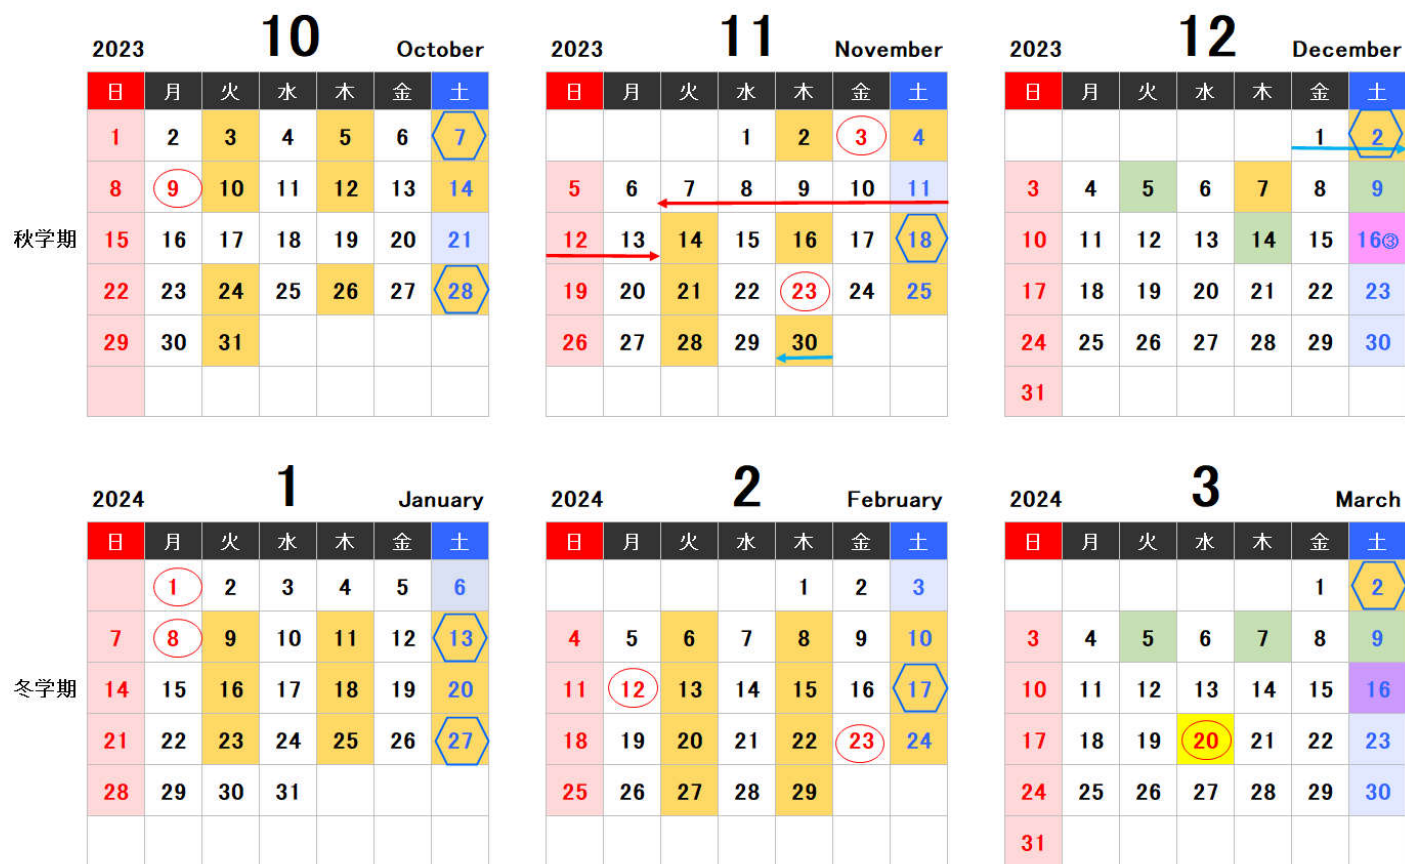 2023 10 October
日 月 火 水 木 金 土
1 2 3 4 5 6 7
8 9 10 11 12 13 14
秋学期
15 16 17 18 19 20 21
22 23 24 25 26 27 28
29 30 31
2023 11 November
日 月 火 水 木 金 土
1 2 3 4
5 6 7 8 9 10 11
12 13 14 15 16 17 18
19 20 21 22 23 24 25
26 27 28 29 30
2023 12 December
日 月 火 水 木 金 土
1 2
3 4 5 6 7 8 9
10 11 12 13 14 15 16③
17 18 19 20 21 22 23
24 25 26 27 28 29 30
31
2024 1 January
日 月 火 水 木 金 土
1 2 3 4 5 6
7 8 9 10 11 12 13
冬学期
14 15 16 17 18 19 20
21 22 23 24 25 26 27
28 29 30 31
2024 2 February
日 月 火 水 木 金 土
1 2 3
4 5 6 7 8 9 10
11 12 13 14 15 16 17
18 19 20 21 22 23 24
25 26 27 28 29
2024 3 March
日 月 火 水 木 金 土
1 2
3 4 5 6 7 8 9
10 11 12 13 14 15 16
17 18 19 20 21 22 23
24 25 26 27 28 29 30
31